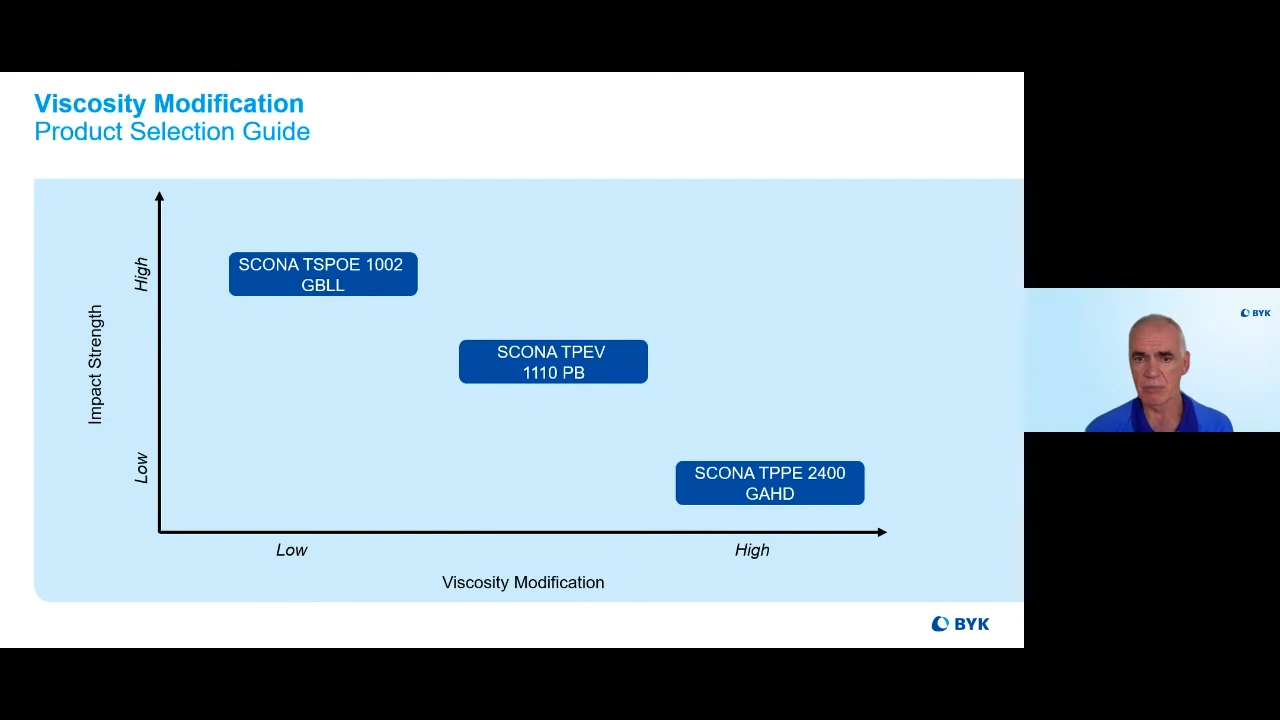 Viscosity Modification
Product Selection Guide
High
Impact Strength
Low
SCONA TSPOE 1002
GBLL
SCONA TPEV
1110 PB
SCONA TPPE 2400
GAHD
Low
High
Viscosity Modification
BYK
BYK